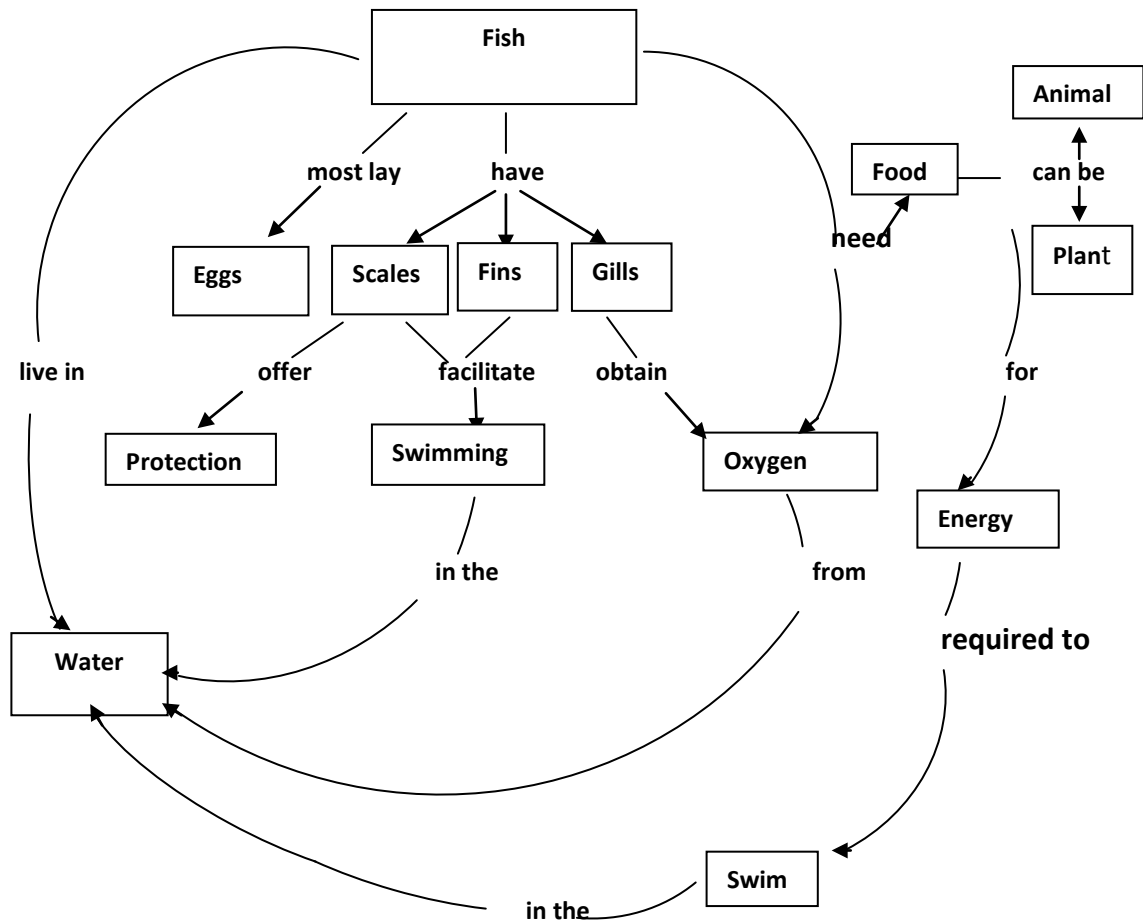 Fish
Animal
most lay
have
Food
can be
need
Eggs
Scales
Fins
Gills
Plant
live in
offer
facilitate
obtain
for
Protection
Swimming
Oxygen
Energy
in the
from
required to
Water
Swim
in the